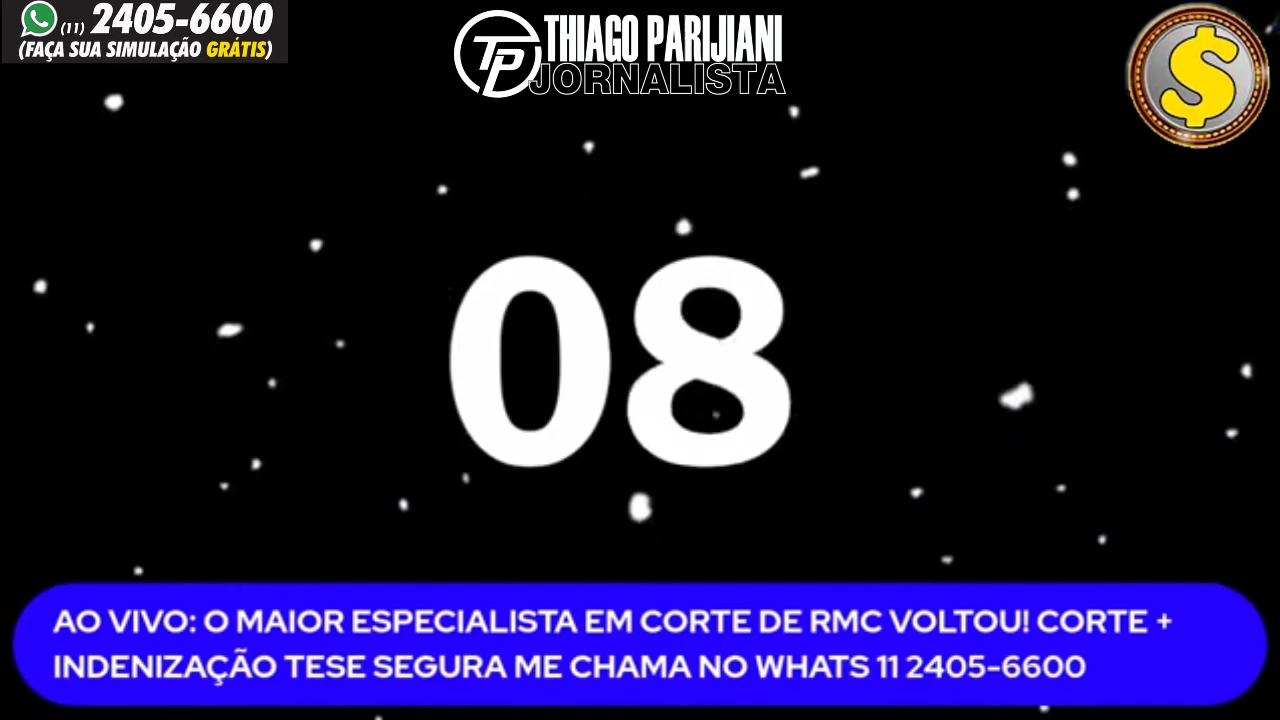 (11) 2405-6600
(FAÇA SUA SIMULAÇÃO GRÁTIS)
TP THIAGO PARIJIANI
JORNALISTA
$
08
AO VIVO: O MAIOR ESPECIALISTA EM CORTE DE RMC VOLTOU! CORTE +
INDENIZAÇÃO TESE SEGURA ME CHAMA NO WHATS 11 2405-6600